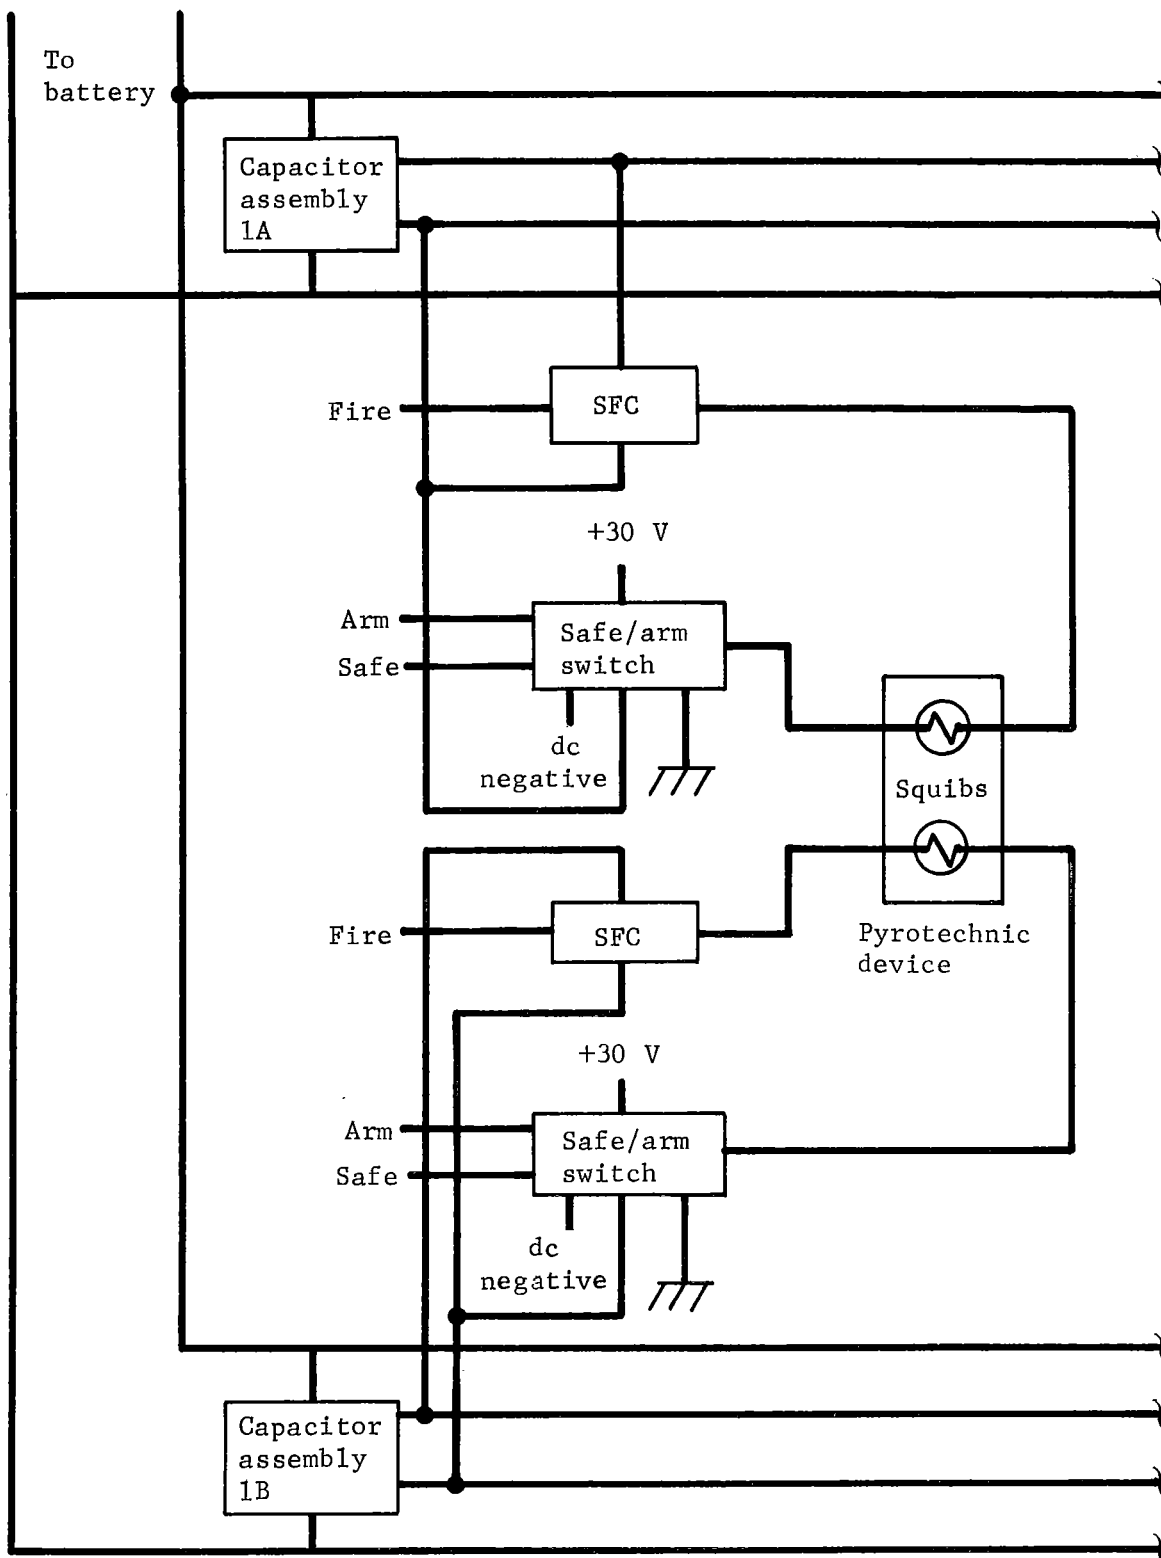 To
battery
Capacitor
assembly
1A
Fire
SFC
+30 V
Arm
Safe
Safe/arm
switch
dc
negative
Squibs
Pyrotechnic
device
Fire
SFC
+30 V
Arm
Safe
Safe/arm
switch
dc
negative
Capacitor
assembly
1B